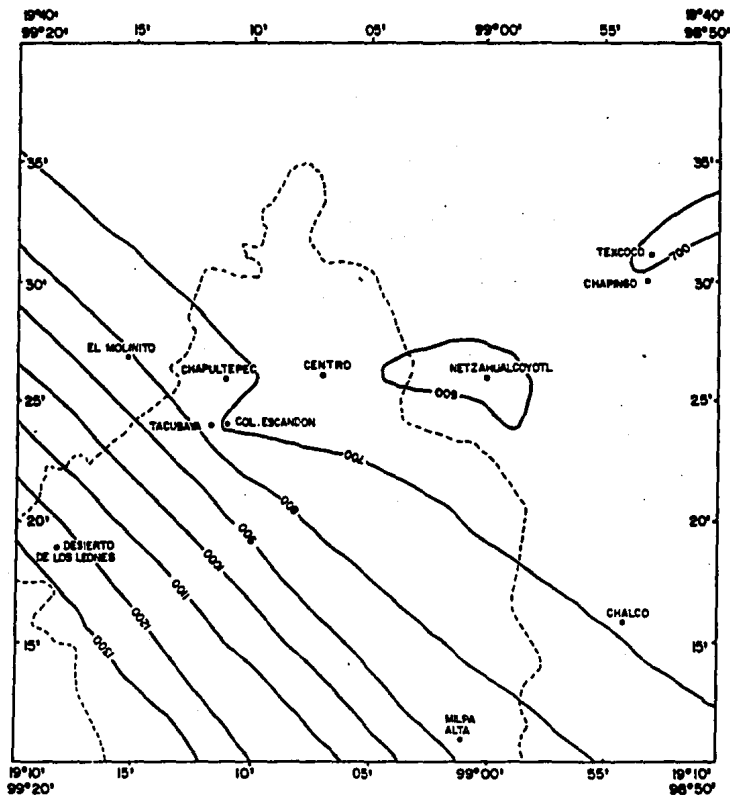 19°40' 19°40'
99°20' 15' 10' 05' 99°00' 55' 98°50'
35' 35'
TEXCOCO
700
CHAPINGO
30' 30'
EL MOLINITO
CHAPULTEPEC
CENTRO
NETZAHUALCOYOTL
600
25' 25'
TACUBAYA
COL. ESCANDON
700
800
900
1000
1100
1200
1300
20' 20'
DESIERTO
DE LOS LEONES
CHALCO
15' 15'
MILPA
ALTA
19°10' 15' 10' 05' 99°00' 55' 19°10'
99°20' 98°50'